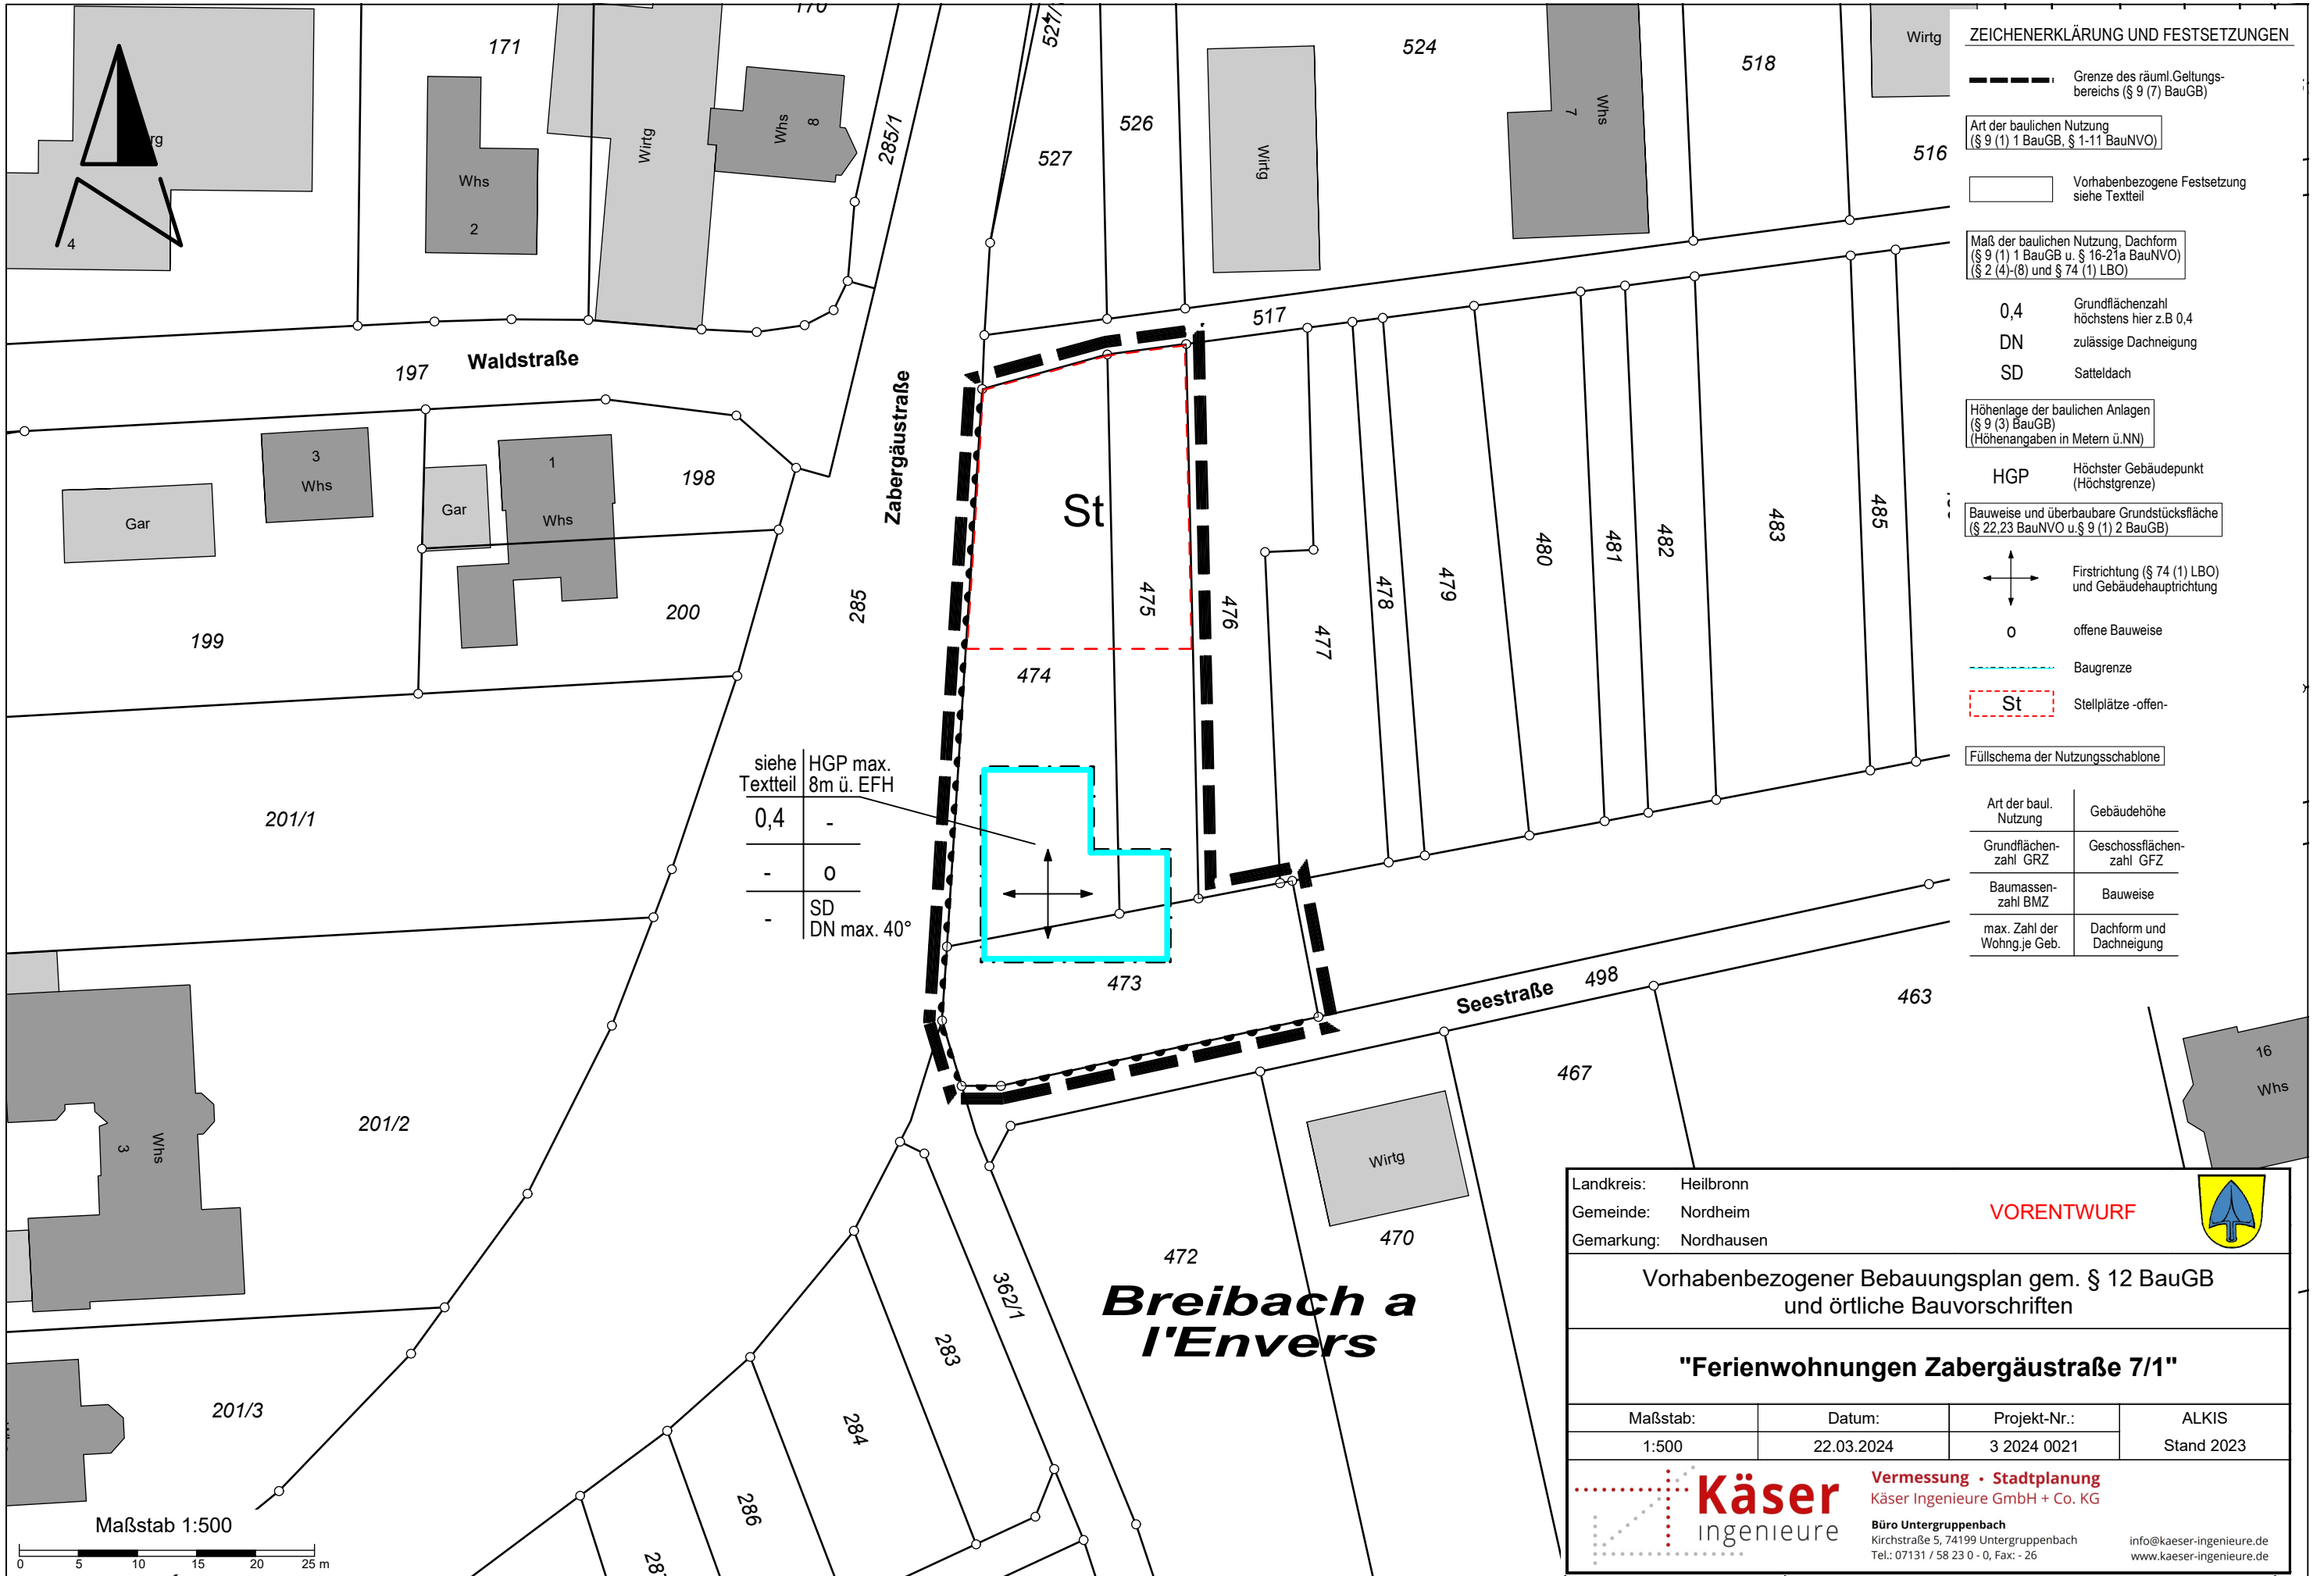 171
170
527/1
524
518
Wirtg
Whs
2
Wirtg
Whs
8
285/1
527
526
Wirtg
7
Whs
516
4
517
Waldstraße
197
Zabergäustraße
3
Whs
Gar
Gar
1
Whs
198
St
285
200
199
474
475
476
477
478
479
480
481
482
483
485
siehe
Textteil
HGP max.
8m ü. EFH
0,4
-
-
o
-
SD
DN max. 40°
201/1
473
Seestraße
498
463
467
16
Whs
201/2
3
Whs
Wirtg
470
472
Breibach a
l'Envers
362/1
283
284
286
201/3
Maßstab 1:500
0 5 10 15 20 25 m
ZEICHENERKLÄRUNG UND FESTSETZUNGEN
Grenze des räuml.Geltungs-
bereichs (§ 9 (7) BauGB)
Art der baulichen Nutzung
(§ 9 (1) 1 BauGB, § 1-11 BauNVO)
Vorhabenbezogene Festsetzung
siehe Textteil
Maß der baulichen Nutzung, Dachform
(§ 9 (1) 1 BauGB u. § 16-21a BauNVO)
(§ 2 (4)-(8) und § 74 (1) LBO)
0,4
Grundflächenzahl
höchstens hier z.B 0,4
DN
zulässige Dachneigung
SD
Satteldach
Höhenlage der baulichen Anlagen
(§ 9 (3) BauGB)
(Höhenangaben in Metern ü.NN)
HGP
Höchster Gebäudepunkt
(Höchstgrenze)
Bauweise und überbaubare Grundstücksfläche
(§ 22,23 BauNVO u.§ 9 (1) 2 BauGB)
Firstrichtung (§ 74 (1) LBO)
und Gebäudehauptrichtung
o
offene Bauweise
Baugrenze
St
Stellplätze -offen-
Füllschema der Nutzungsschablone
Art der baul.
Nutzung
Gebäudehöhe
Grundflächen-
zahl GRZ
Geschossflächen-
zahl GFZ
Baumassen-
zahl BMZ
Bauweise
max. Zahl der
Wohng.je Geb.
Dachform und
Dachneigung
Landkreis: Heilbronn
Gemeinde: Nordheim
Gemarkung: Nordhausen
VORENTWURF
Vorhabenbezogener Bebauungsplan gem. § 12 BauGB
und örtliche Bauvorschriften
"Ferienwohnungen Zabergäustraße 7/1"
Maßstab: Datum: Projekt-Nr.: ALKIS
1:500 22.03.2024 3 2024 0021 Stand 2023
Käser
ingenieure
Vermessung • Stadtplanung
Käser Ingenieure GmbH + Co. KG
Büro Untergruppenbach
Kirchstraße 5, 74199 Untergruppenbach
Tel.: 07131 / 58 23 0 - 0, Fax: - 26
info@kaeser-ingenieure.de
www.kaeser-ingenieure.de